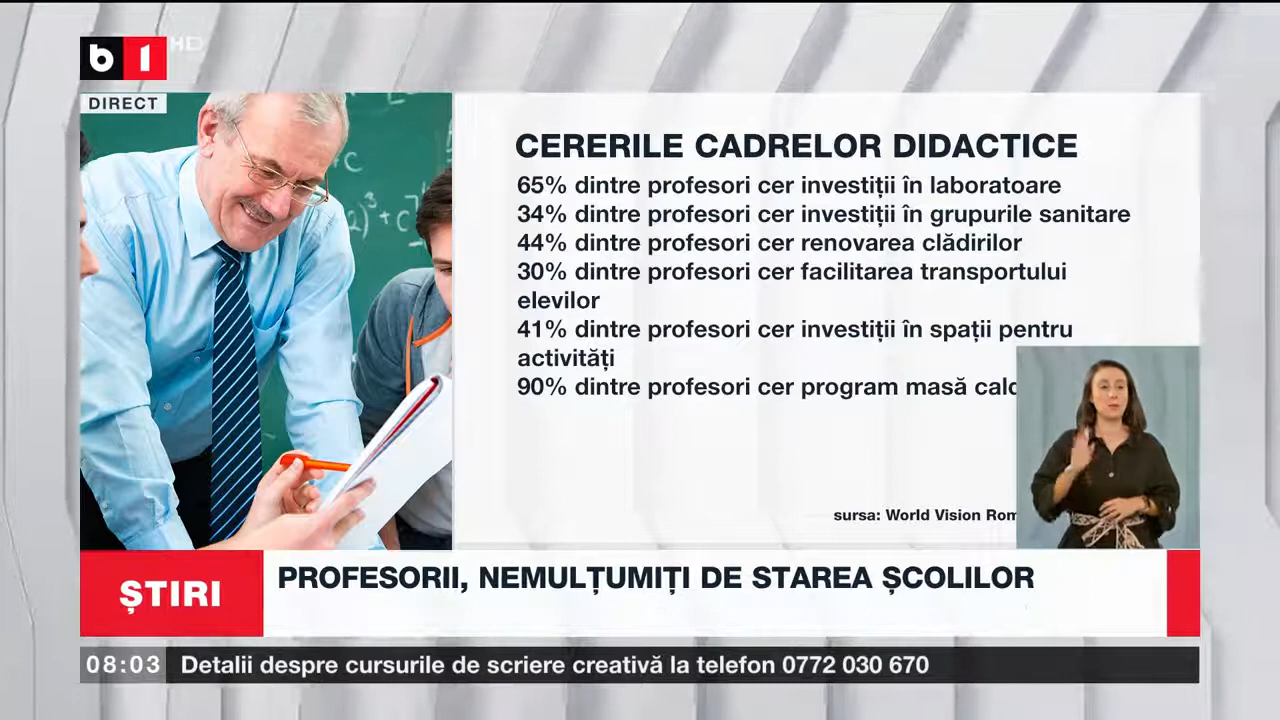 b1 HD
DIRECT
CERERILE CADRELOR DIDACTICE
65% dintre profesori cer investiții în laboratoare
34% dintre profesori cer investiții în grupurile sanitare
44% dintre profesori cer renovarea clădirilor
30% dintre profesori cer facilitarea transportului
elevilor
41% dintre profesori cer investiții în spații pentru
activități
90% dintre profesori cer program masă
sursa: World Vision
ȘTIRI
PROFESORII, NEMULȚUMIȚI DE STAREA ȘCOLILOR
08:03 Detalii despre cursurile de scriere creativă la telefon 0772 030 670